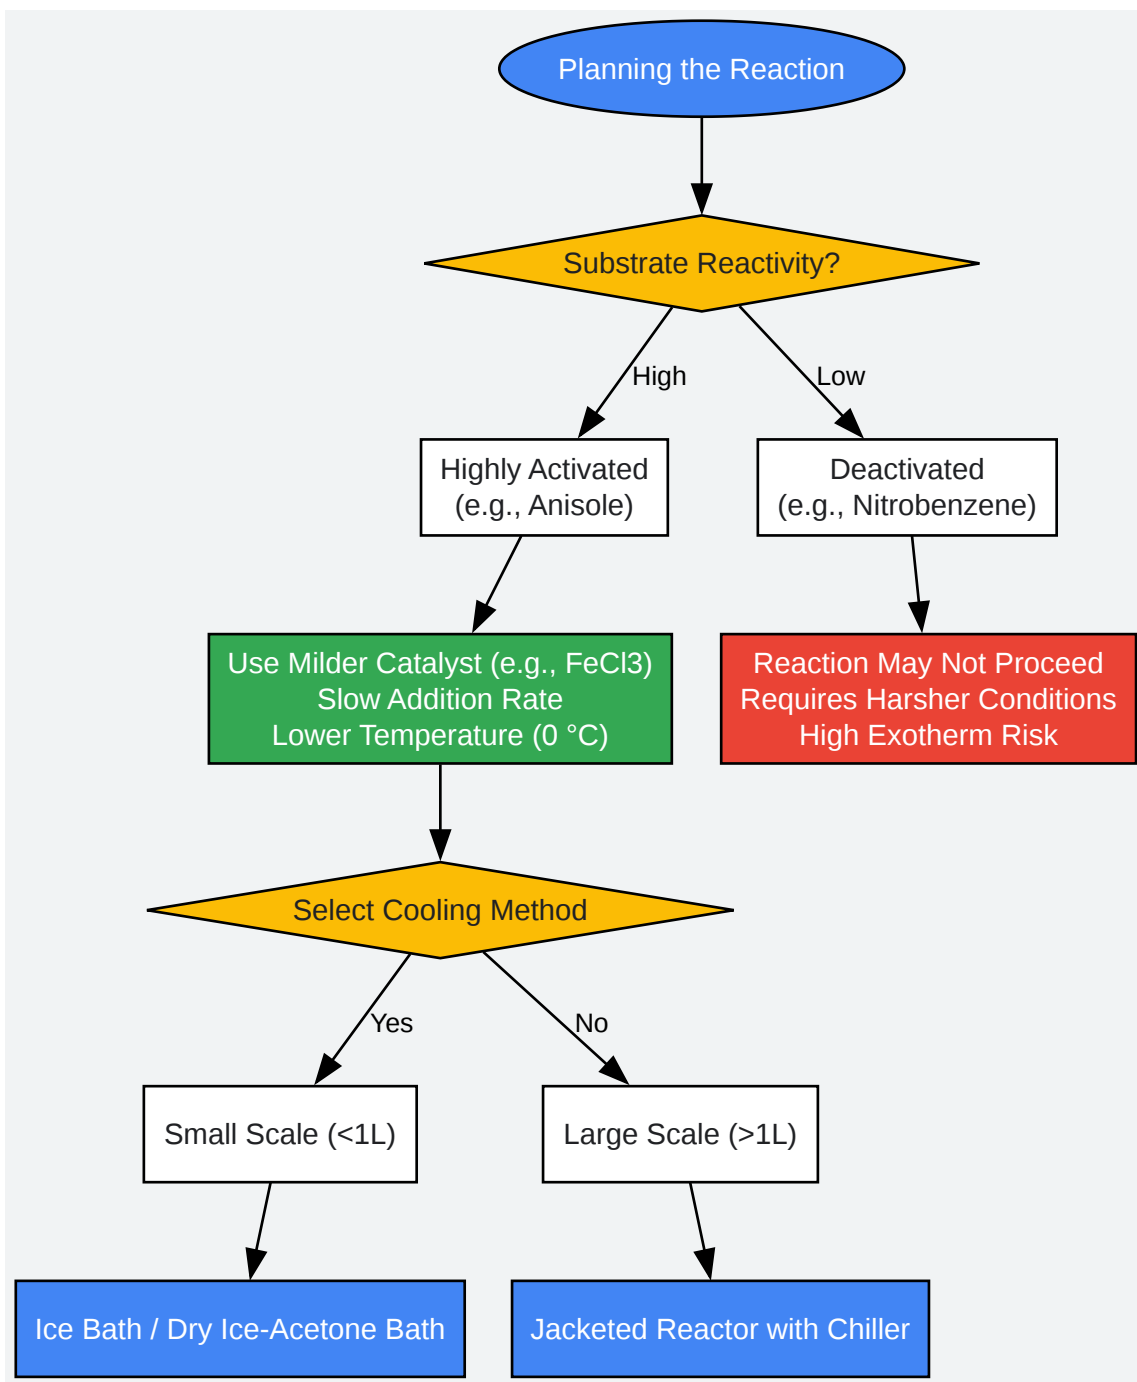 Planning the Reaction
Substrate Reactivity?
High
Low
Highly Activated
(e.g., Anisole)
Deactivated
(e.g., Nitrobenzene)
Use Milder Catalyst (e.g., FeCl3)
Slow Addition Rate
Lower Temperature (0 °C)
Reaction May Not Proceed
Requires Harsher Conditions
High Exotherm Risk
Select Cooling Method
Yes
No
Small Scale (<1L)
Large Scale (>1L)
Ice Bath / Dry Ice-Acetone Bath
Jacketed Reactor with Chiller